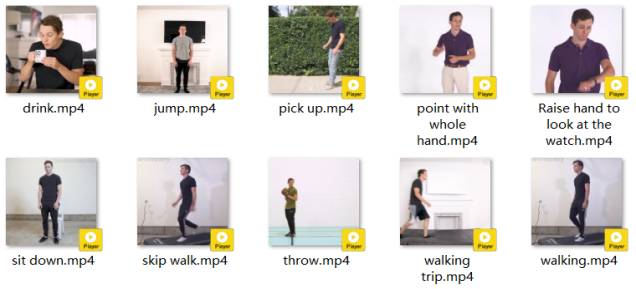 Player
Player
Player
Player
Player
drink.mp4
jump.mp4
pick up.mp4
point with
whole
hand.mp4
Raise hand to
look at the
watch.mp4
Player
Player
Player
Player
Player
sit down.mp4
skip walk.mp4
throw.mp4
walking
trip.mp4
walking.mp4